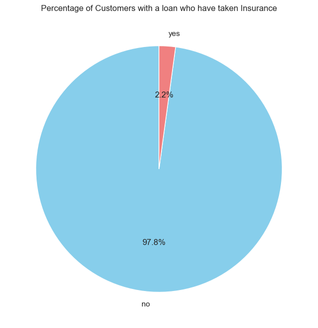 Percentage of Customers with a loan who have taken Insurance
yes
2.2%
97.8%
no